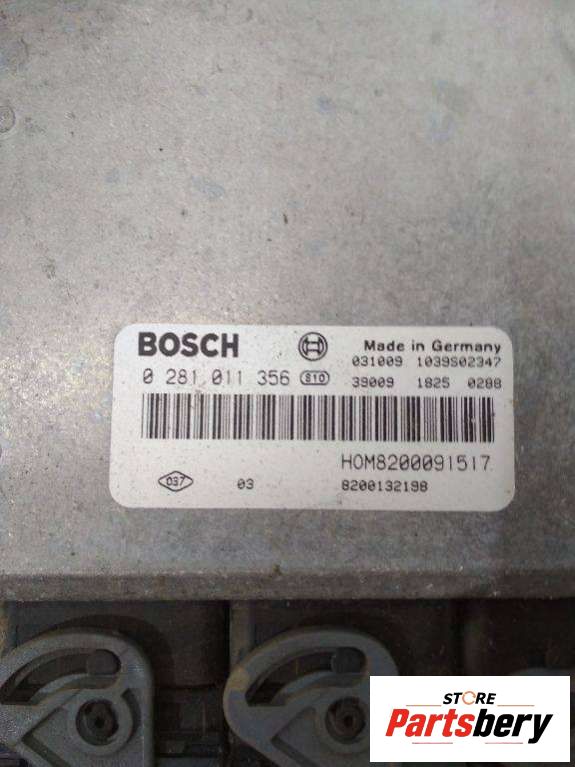 BOSCH Made in Germany
031009 1039S02347
0 281 011 356 S10 39009 1825 0288
HOM8200091517
037 03 8200132198
STORE
Partsbery